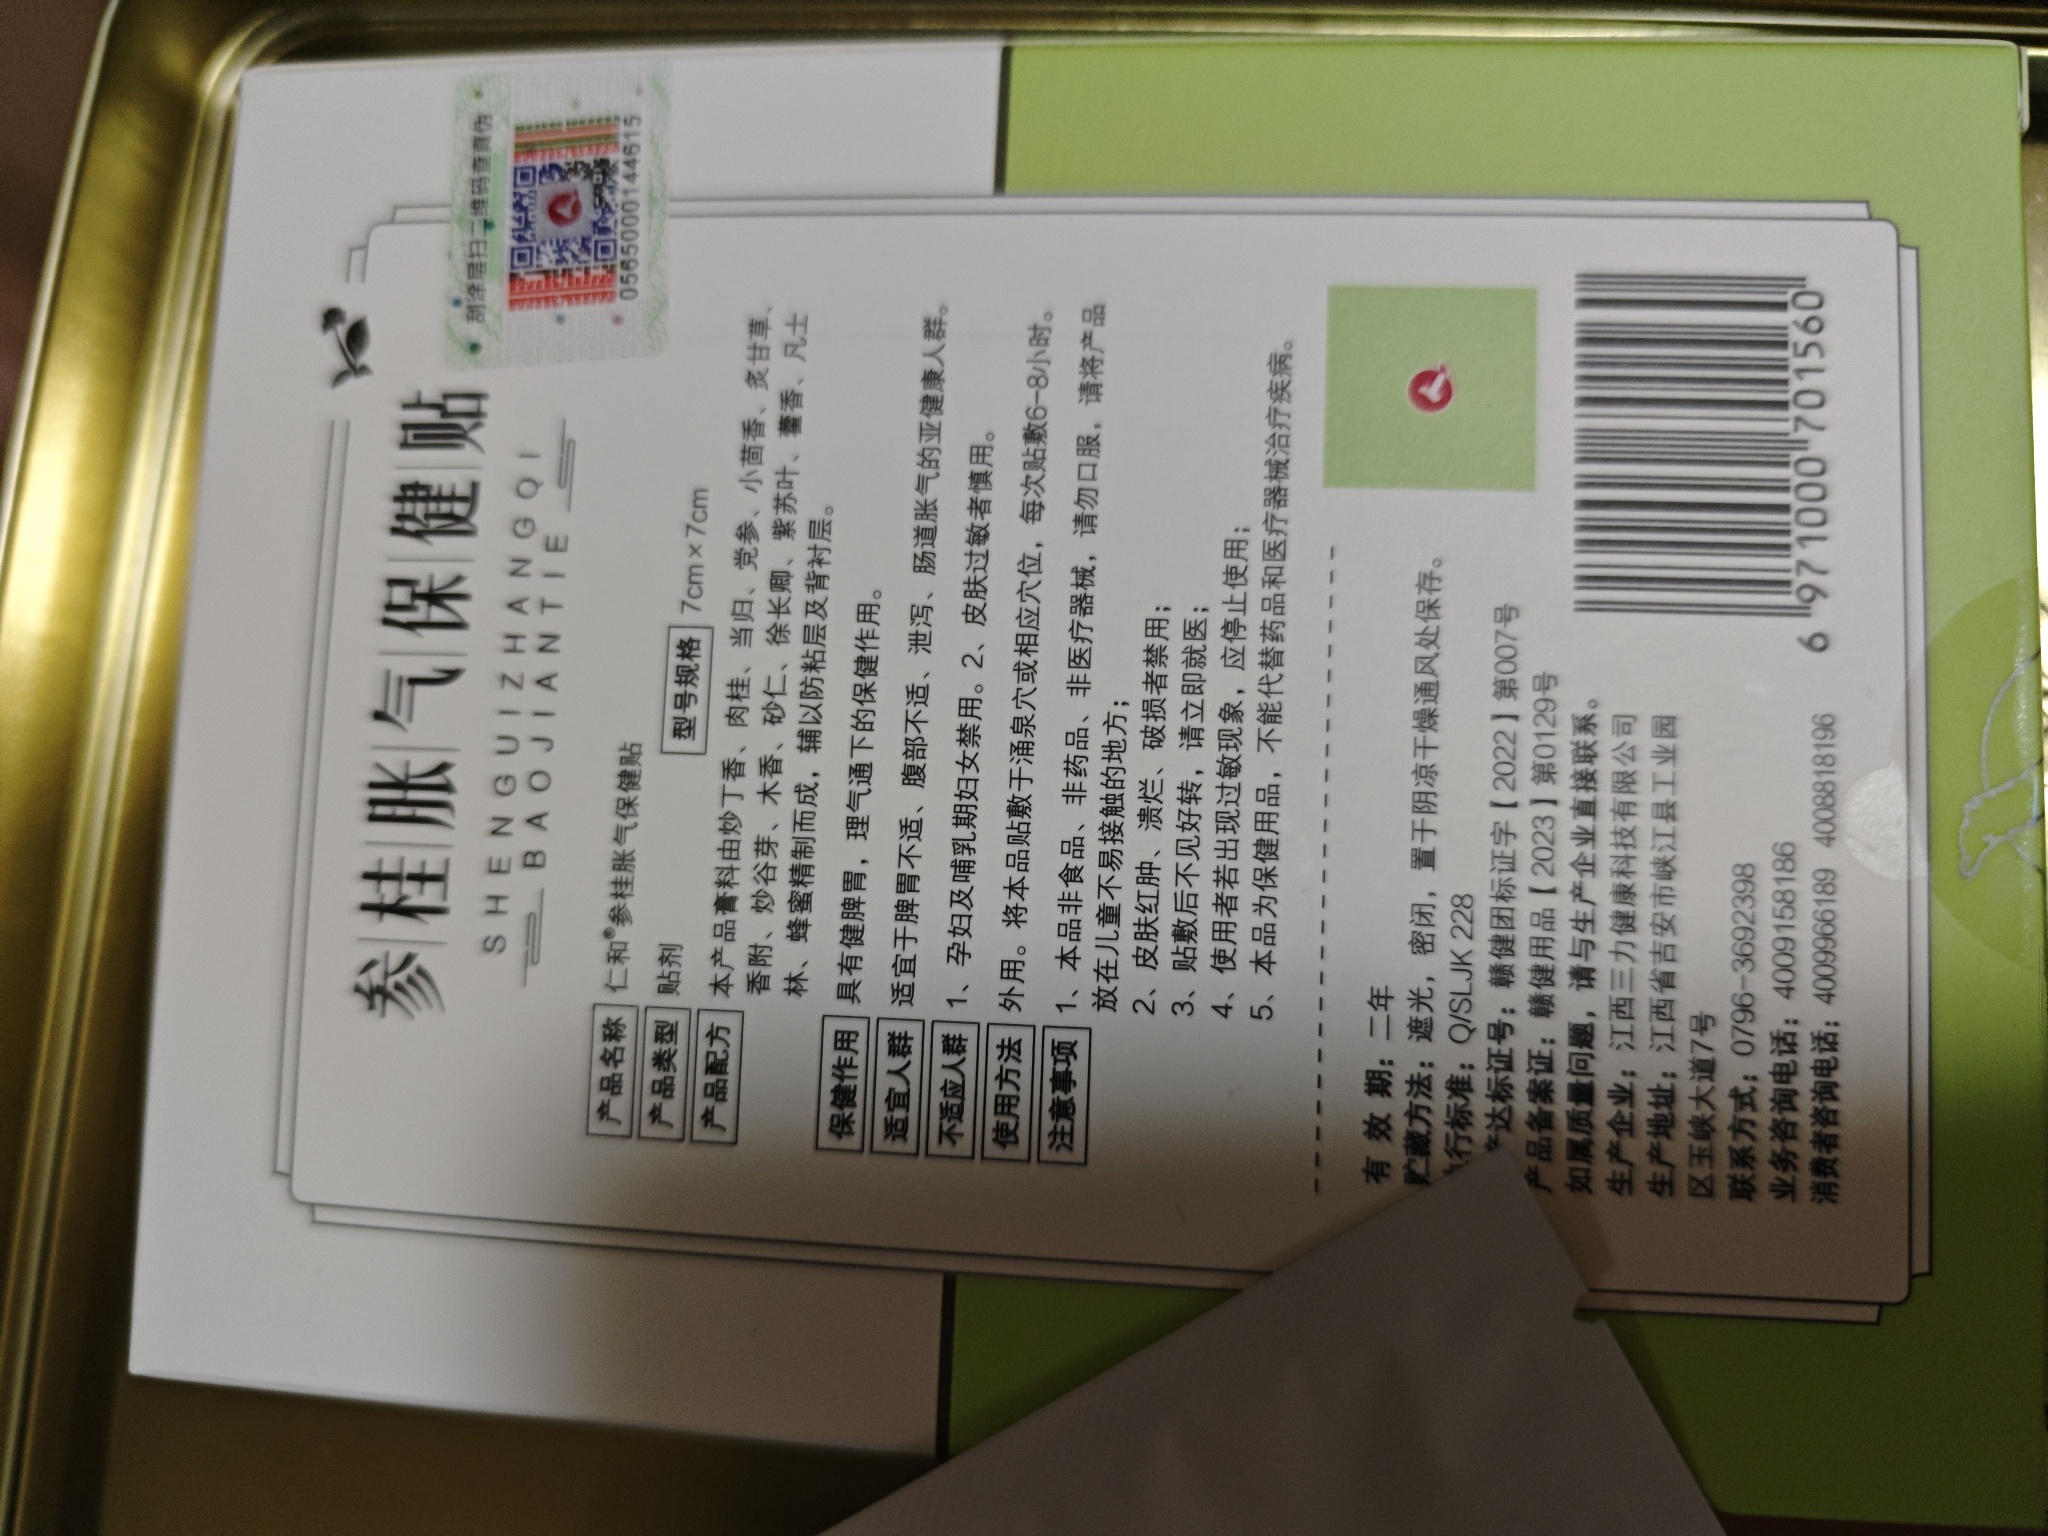 参桂胀气保健贴
SHENGUIZHANGQI
BAOJIANTIE
刮涂层扫二维码查真伪
0565000144615
产品名称 仁和®参桂胀气保健贴
产品类型 贴剂 型号规格 7cm×7cm
产品配方 本产品膏料由炒丁香、肉桂、当归、党参、小茴香、炙甘草、
香附、炒谷芽、木香、砂仁、徐长卿、紫苏叶、藿香、凡士
林、蜂蜜精制而成，辅以防粘层及背衬层。
保健作用 具有健脾胃，理气通下的保健作用。
适宜人群 适宜于脾胃不适、腹部不适、泄泻、肠道胀气的亚健康人群。
不适应人群 1、孕妇及哺乳期妇女禁用。2、皮肤过敏者慎用。
使用方法 外用。将本品贴敷于涌泉穴或相应穴位，每次贴敷6-8小时。
注意事项 1、本品非食品、非药品、非医疗器械，请勿口服，请将产品
放在儿童不易接触的地方；
2、皮肤红肿、溃烂、破损者禁用；
3、贴敷后不见好转，请立即就医；
4、使用者若出现过敏现象，应停止使用；
5、本品为保健用品，不能代替药品和医疗器械治疗疾病。
有 效 期：二年
贮藏方法：遮光，密闭，置于阴凉干燥通风处保存。
行标准：Q/SLJK 228
达标证号：赣健团标证字【2022】第007号
产品备案证：赣健用品【2023】第0129号
如属质量问题，请与生产企业直接联系。
生产企业：江西三力健康科技有限公司
生产地址：江西省吉安市峡江县工业园
区玉峡大道7号
联系方式：0796-3692398
业务咨询电话：4009158186
消费者咨询电话：4009966189 4008818196
6 971000 701560